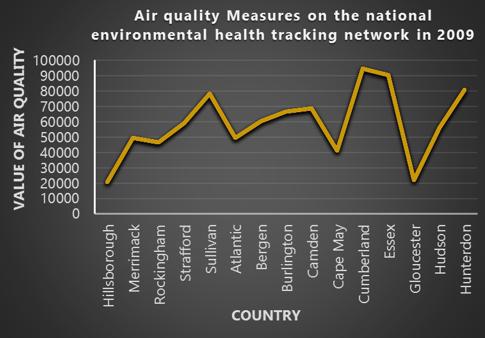 Air quality Measures on the national
environmental health tracking network in 2009
VALUE OF AIR QUALITY
100000
90000
80000
70000
60000
50000
40000
30000
20000
10000
0
Hillsborough
Merrimack
Rockingham
Strafford
Sullivan
Atlantic
Bergen
Burlington
Camden
Cape May
Cumberland
Essex
Gloucester
Hudson
Hunterdon
COUNTRY